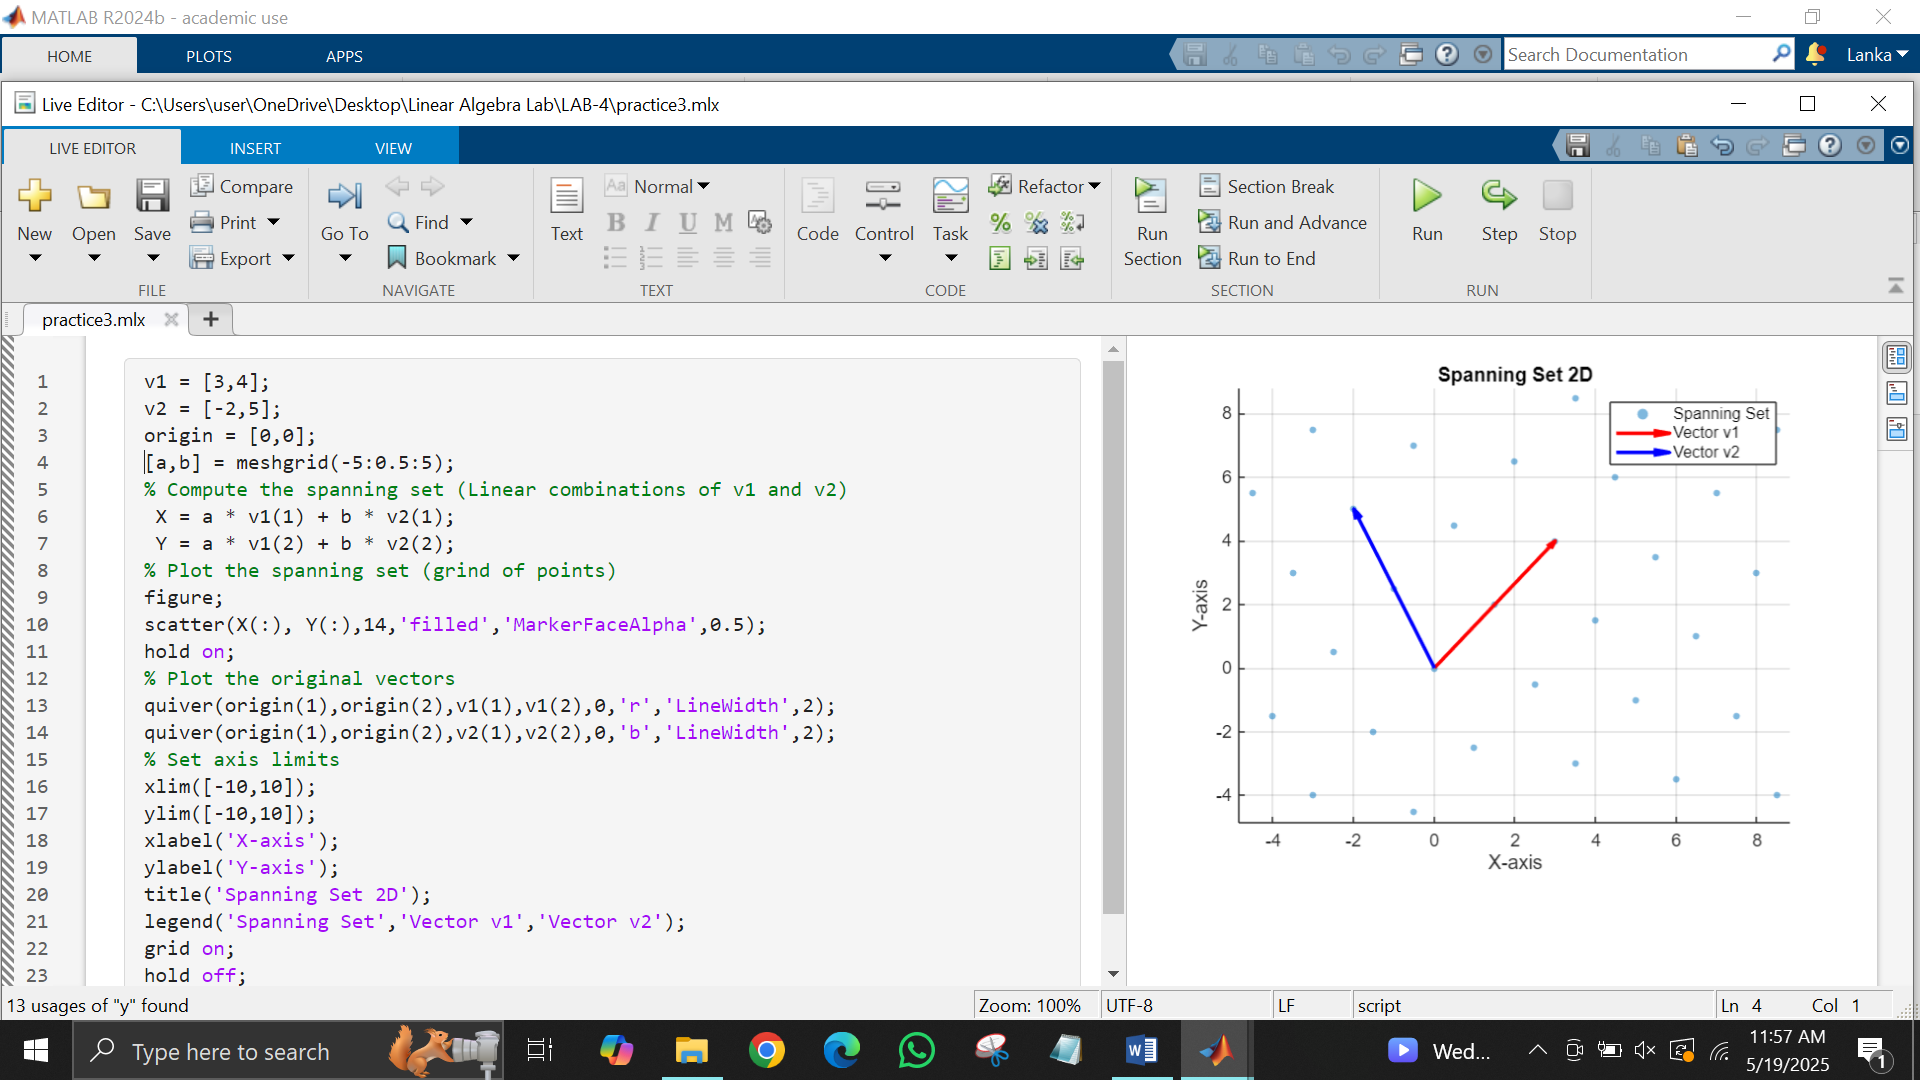 MATLAB R2024b - academic use
HOME PLOTS APPS Search Documentation Lanka
Live Editor - C:\Users\user\OneDrive\Desktop\Linear Algebra Lab\LAB-4\practice3.mlx
LIVE EDITOR INSERT VIEW
New Open Save Compare Print Export
FILE
Go To Find Bookmark
NAVIGATE
Text Aa Normal B I U M
TEXT
Code Control Task Refactor
CODE
Run Section Section Break Run and Advance Run to End
SECTION
Run Step Stop
RUN
practice3.mlx
1 v1 = [3,4];
2 v2 = [-2,5];
3 origin = [0,0];
4 [a,b] = meshgrid(-5:0.5:5);
5 % Compute the spanning set (Linear combinations of v1 and v2)
6 X = a * v1(1) + b * v2(1);
7 Y = a * v1(2) + b * v2(2);
8 % Plot the spanning set (grind of points)
9 figure;
10 scatter(X(:), Y(:),14,'filled','MarkerFaceAlpha',0.5);
11 hold on;
12 % Plot the original vectors
13 quiver(origin(1),origin(2),v1(1),v1(2),0,'r','LineWidth',2);
14 quiver(origin(1),origin(2),v2(1),v2(2),0,'b','LineWidth',2);
15 % Set axis limits
16 xlim([-10,10]);
17 ylim([-10,10]);
18 xlabel('X-axis');
19 ylabel('Y-axis');
20 title('Spanning Set 2D');
21 legend('Spanning Set','Vector v1','Vector v2');
22 grid on;
23 hold off;
Spanning Set 2D
Spanning Set
Vector v1
Vector v2
8
6
4
2
0
-2
-4
Y-axis
-4 -2 0 2 4 6 8
X-axis
13 usages of "y" found Zoom: 100% UTF-8 LF script Ln 4 Col 1
Type here to search Wed... 11:57 AM
5/19/2025 1